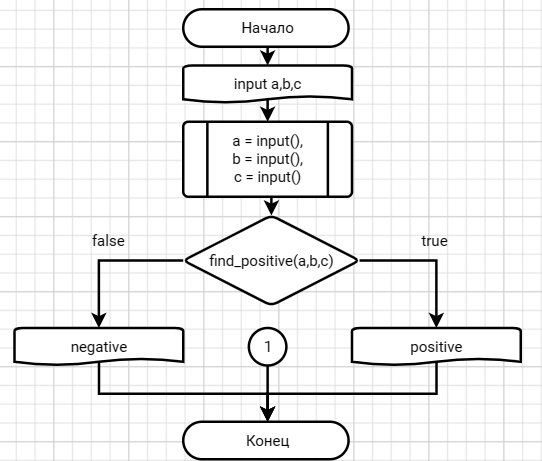 Начало
input a,b,c
a = input(),
b = input(),
c = input()
false
true
find_positive(a,b,c)
negative
1
positive
Конец